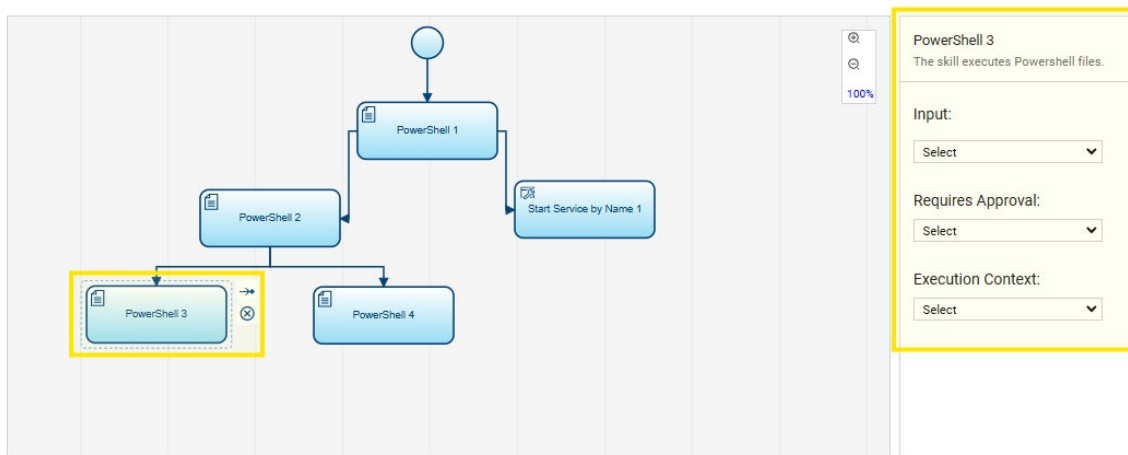 PowerShell 1
PowerShell 2
Start Service by Name 1
PowerShell 3
PowerShell 4
100%
PowerShell 3
The skill executes Powershell files.
Input:
Select
Requires Approval:
Select
Execution Context:
Select